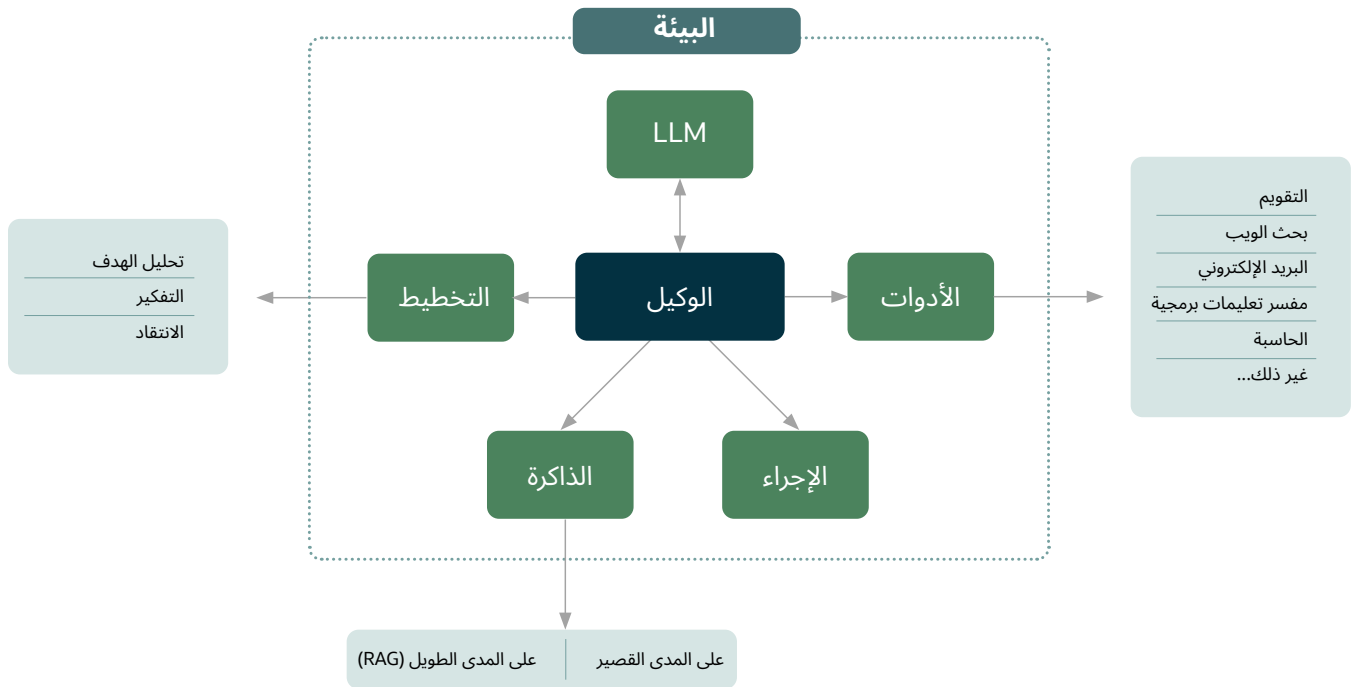 البيئة
LLM
الأدوات
الوكيل
التخطيط
الإجراء
الذاكرة
التقويم
بحث الويب
البريد الإلكتروني
مفسر تعليمات برمجية
الحاسبة
غير ذلك...
تحليل الهدف
التفكير
الانتقاد
على المدى القصير
على المدى الطويل (RAG)